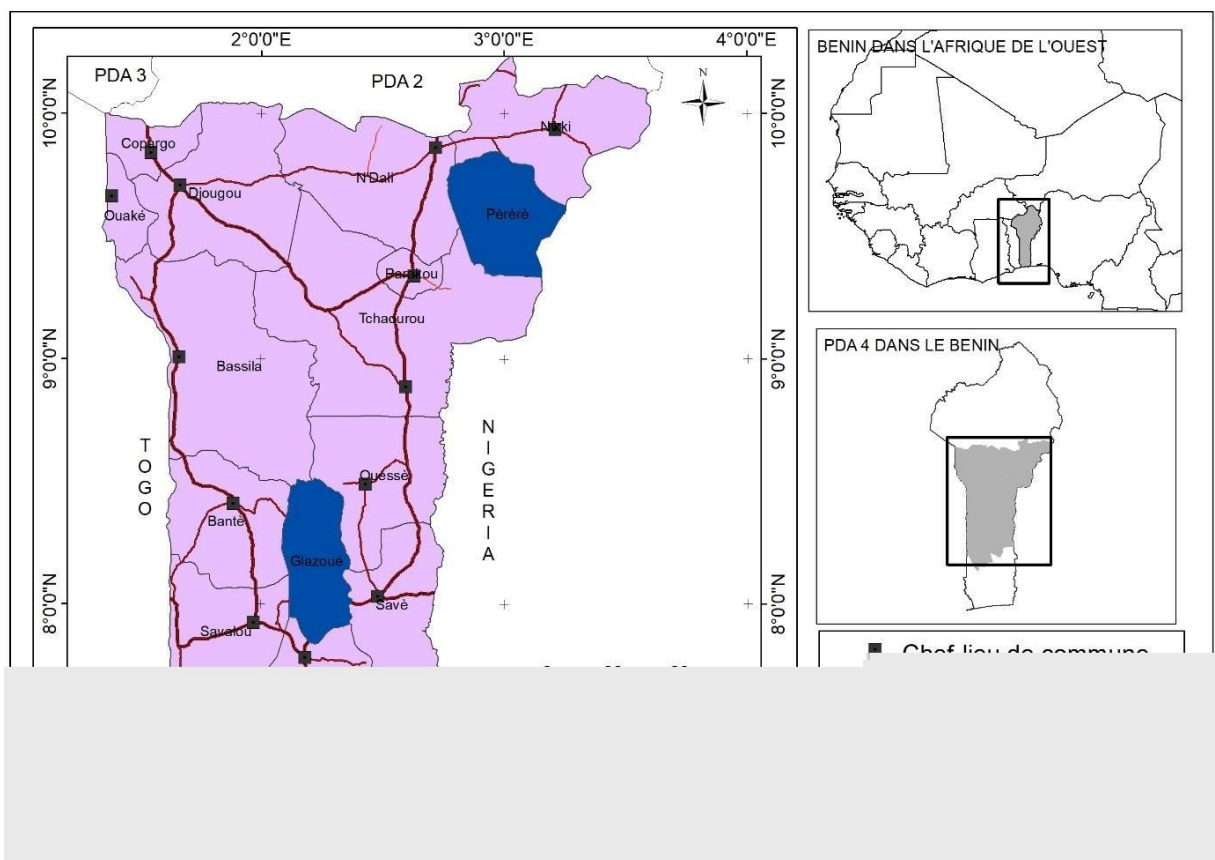 2°0'0"E
3°0'0"E
4°0'0"E
BENIN DANS L'AFRIQUE DE L'OUEST
PDA 3
PDA 2
N
10°0'0"N
10°0'0"N
Nikki
Copargo
N'Dali
Djougou
Ouaké
Pèrèrè
Parakou
Tchaourou
PDA 4 DANS LE BENIN
9°0'0"N
9°0'0"N
Bassila
TOGO
NIGERIA
Ouèssè
Bantè
Glazoué
8°0'0"N
8°0'0"N
Savè
Savalou
Chef-lieu de commune